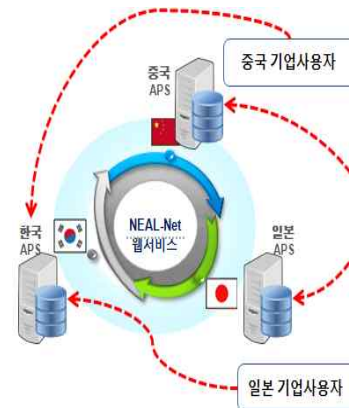 중국 기업사용자
중국
APS
NEAL-Net
웹서비스
한국
APS
일본
APS
일본 기업사용자